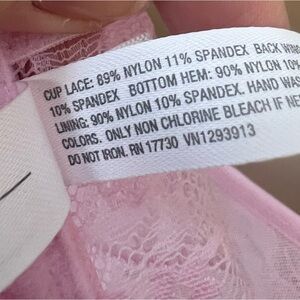 CUP LACE: 89% NYLON 11% SPANDEX BACK WING
10% SPANDEX BOTTOM HEM: 90% NYLON 10%
LINING: 90% NYLON 10% SPANDEX. HAND WAS
COLORS. ONLY NON CHLORINE BLEACH IF NE
DO NOT IRON. RN 17730 VN1293913